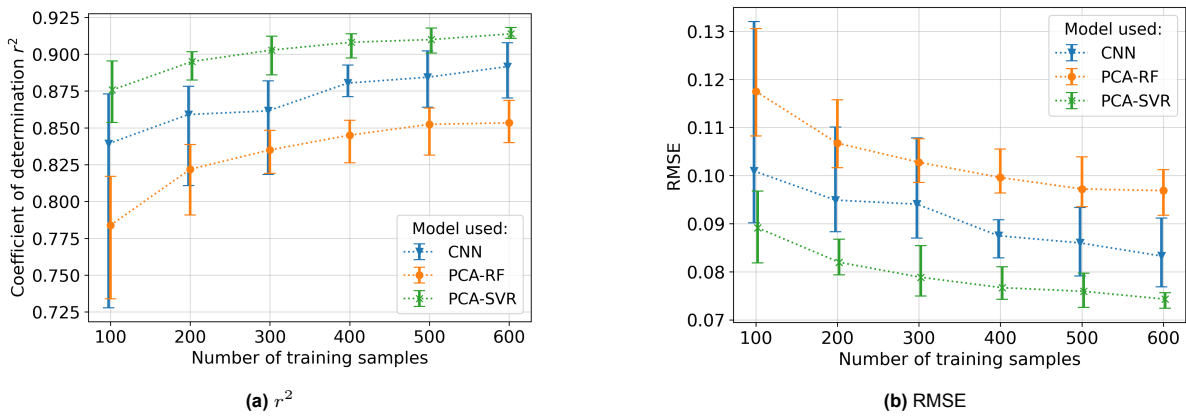 Coefficient of determination r²
0.925
0.900
0.875
0.850
0.825
0.800
0.775
0.750
0.725
100 200 300 400 500 600
Number of training samples
Model used:
CNN
PCA-RF
PCA-SVR
(a) r²
RMSE
0.13
0.12
0.11
0.10
0.09
0.08
0.07
100 200 300 400 500 600
Number of training samples
Model used:
CNN
PCA-RF
PCA-SVR
(b) RMSE